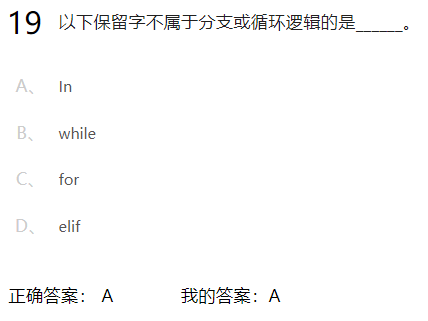 19 以下保留字不属于分支或循环逻辑的是______。
A、 In
B、 while
C、 for
D、 elif
正确答案： A 我的答案：A